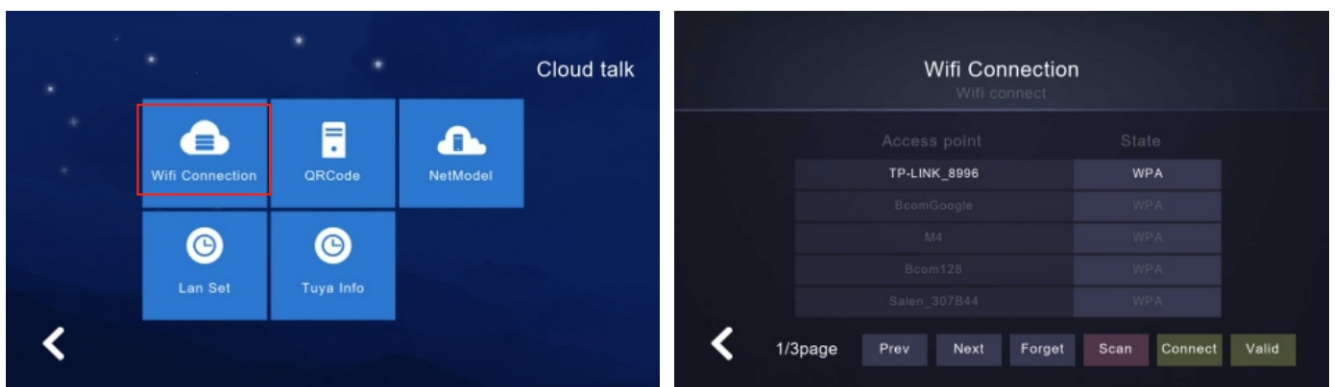 Cloud talk
Wifi Connection
QRCode
NetModel
Lan Set
Tuya Info
Wifi Connection
Wifi connect
Access point State
TP-LINK_8996 WPA
BcomGoogle WPA
M4 WPA
Bcom128 WPA
Salen_307B44 WPA
1/3page Prev Next Forget Scan Connect Valid